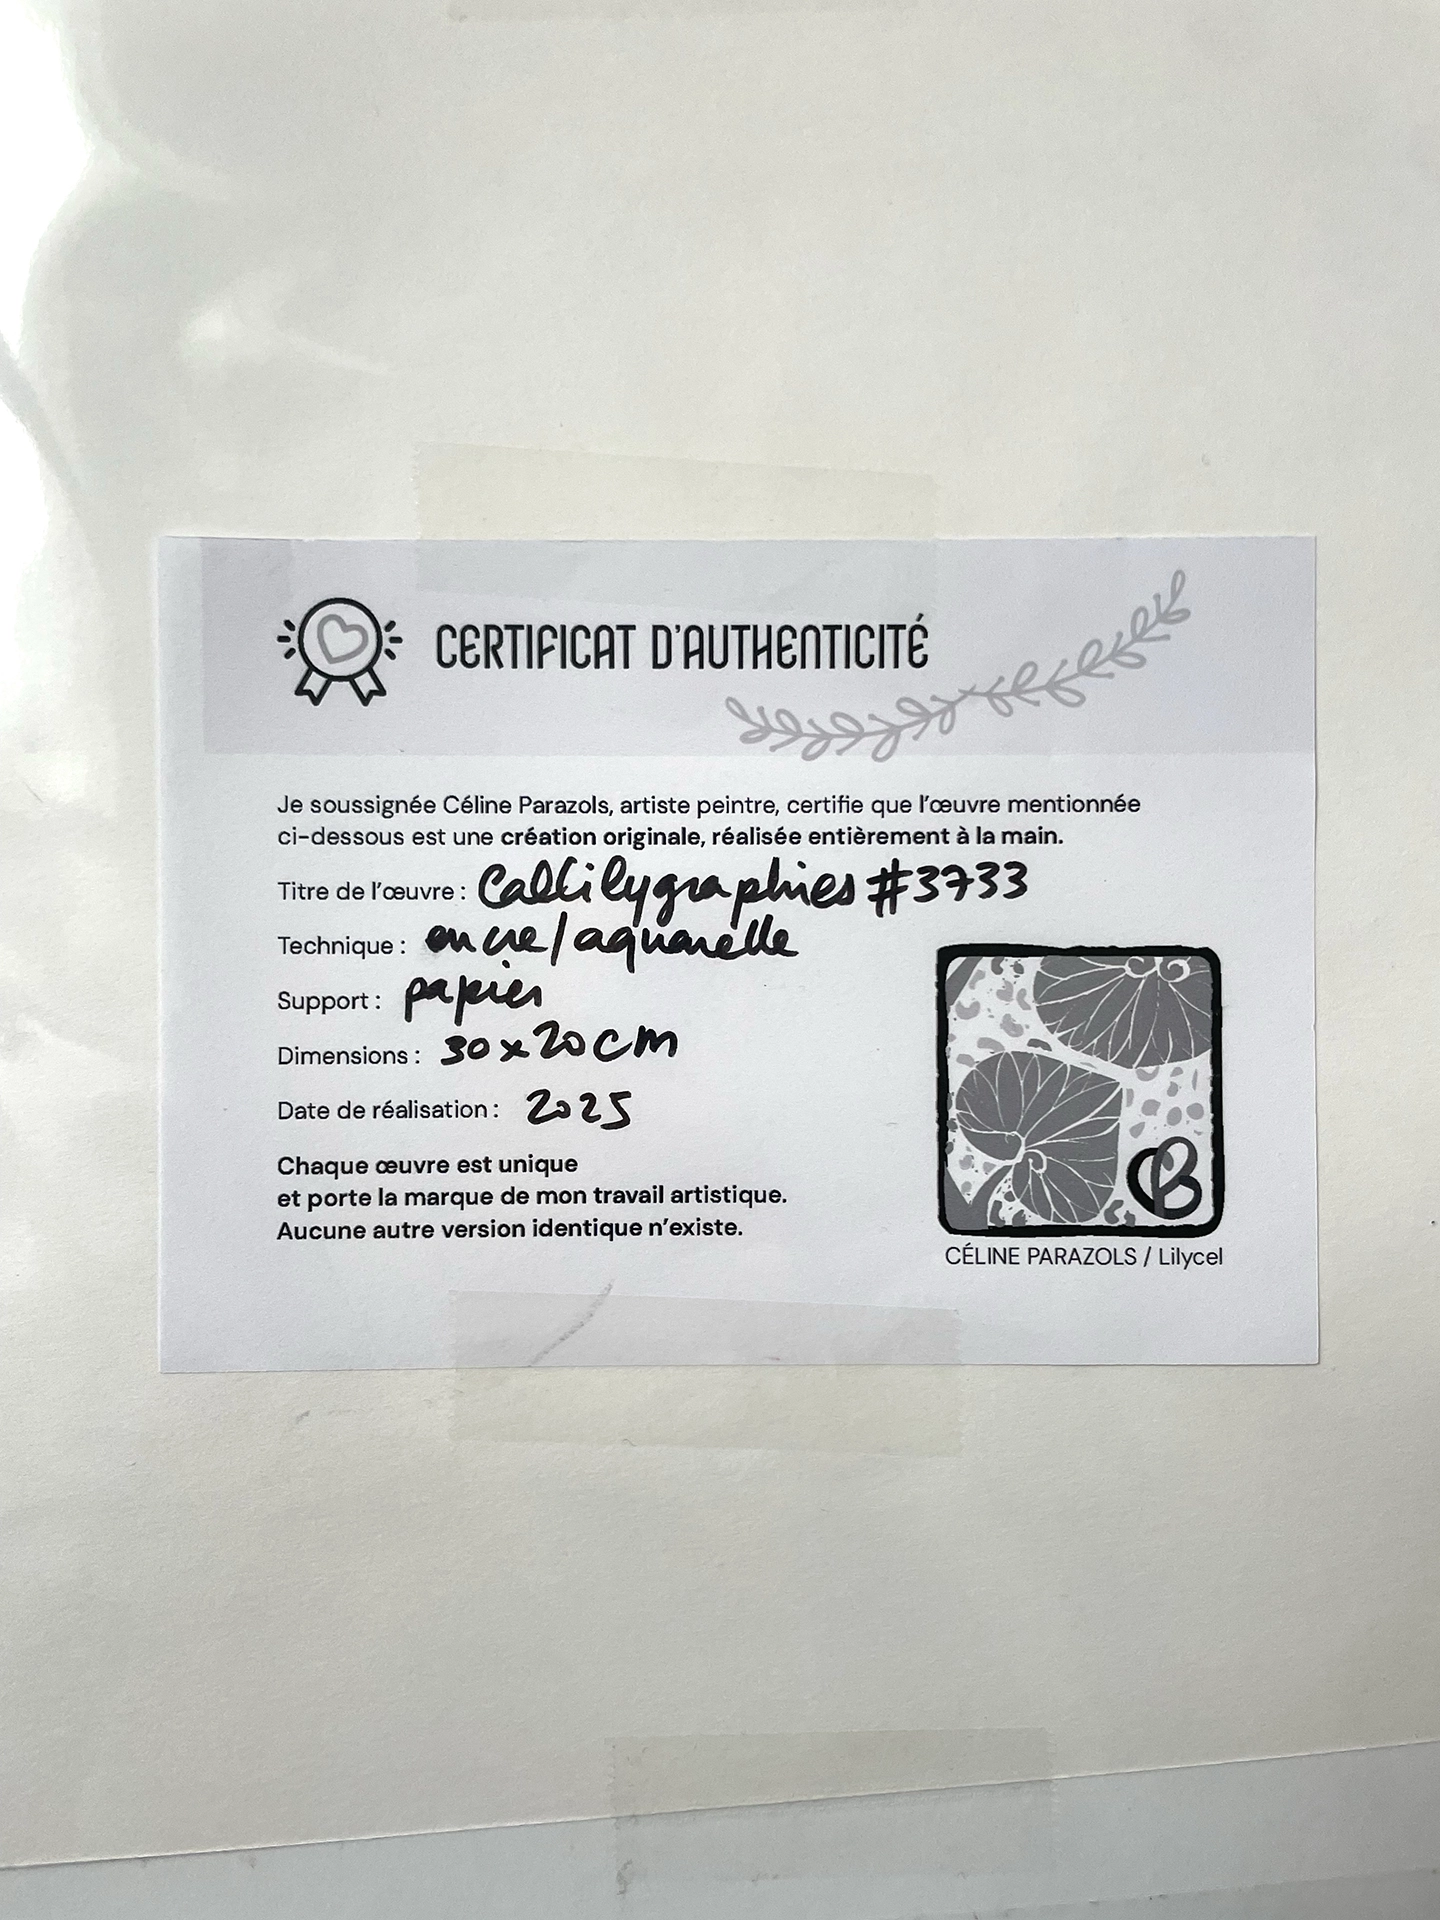 CERTIFICAT D'AUTHENTICITÉ
Je soussignée Céline Parazols, artiste peintre, certifie que l'œuvre mentionnée
ci-dessous est une création originale, réalisée entièrement à la main.
Titre de l'œuvre : Callilygraphies #3733
Technique : encre/aquarelle
Support : papier
Dimensions : 30x20cm
Date de réalisation : 2025
Chaque œuvre est unique
et porte la marque de mon travail artistique.
Aucune autre version identique n'existe.
CÉLINE PARAZOLS / Lilycel